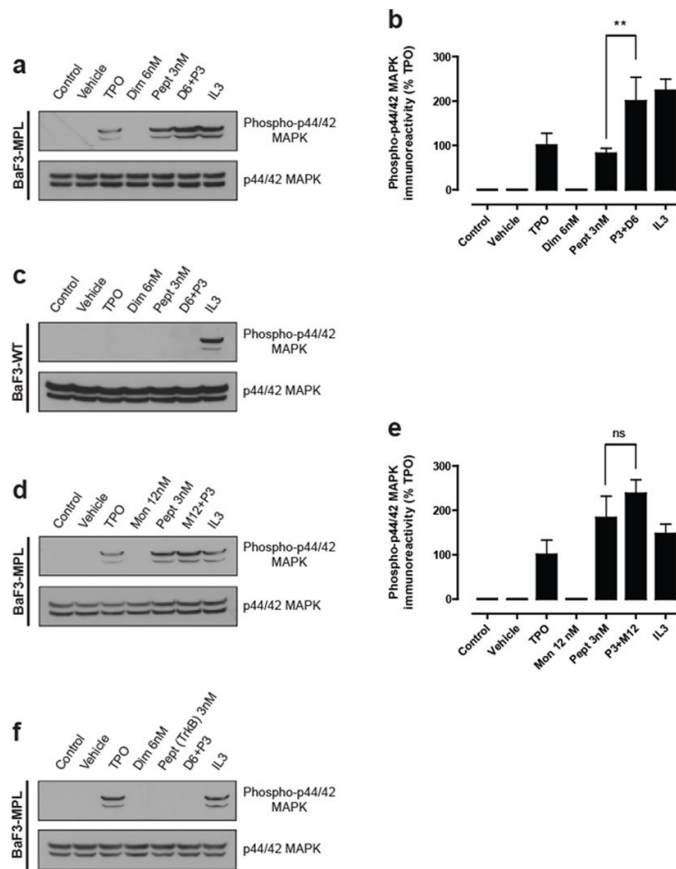 a
Control
Vehicle
TPO
Dim 6nM
Pept 3nM
D6+P3
IL3
BaF3-MPL
Phospho-p44/42
MAPK
p44/42 MAPK
b
**
Phospho-p44/42 MAPK
immunoreactivity (% TPO)
300
200
100
0
Control
Vehicle
TPO
Dim 6nM
Pept 3nM
P3+D6
IL3
c
Control
Vehicle
TPO
Dim 6nM
Pept 3nM
D6+P3
IL3
BaF3-WT
Phospho-p44/42
MAPK
p44/42 MAPK
d
Control
Vehicle
TPO
Mon 12nM
Pept 3nM
M12+P3
IL3
BaF3-MPL
Phospho-p44/42
MAPK
p44/42 MAPK
e
ns
Phospho-p44/42 MAPK
immunoreactivity (% TPO)
300
200
100
0
Control
Vehicle
TPO
Mon 12 nM
Pept 3nM
P3+M12
IL3
f
Control
Vehicle
TPO
Dim 6nM
Pept (TrkB) 3nM
D6+P3
IL3
BaF3-MPL
Phospho-p44/42
MAPK
p44/42 MAPK